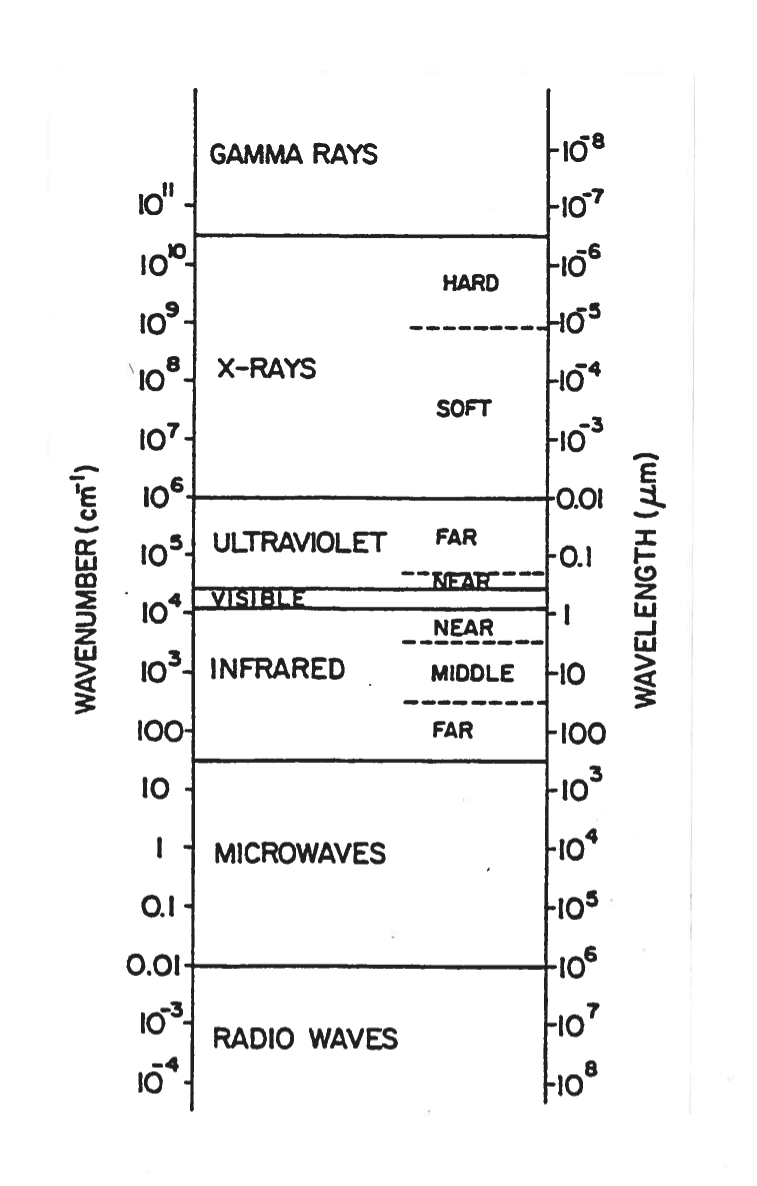 GAMMA RAYS
10⁻⁸
10¹¹
10⁻⁷
10¹⁰
10⁻⁶
HARD
10⁹
10⁻⁵
X-RAYS
10⁸
10⁻⁴
SOFT
10⁷
10⁻³
10⁶
0.01
ULTRAVIOLET
FAR
10⁵
0.1
NEAR
VISIBLE
10⁴
1
NEAR
INFRARED
10³
MIDDLE
10
100
FAR
100
10
10³
1
MICROWAVES
10⁴
0.1
10⁵
0.01
10⁶
10⁻³
10⁷
RADIO WAVES
10⁻⁴
10⁸
WAVENUMBER (cm⁻¹)
WAVELENGTH (μm)